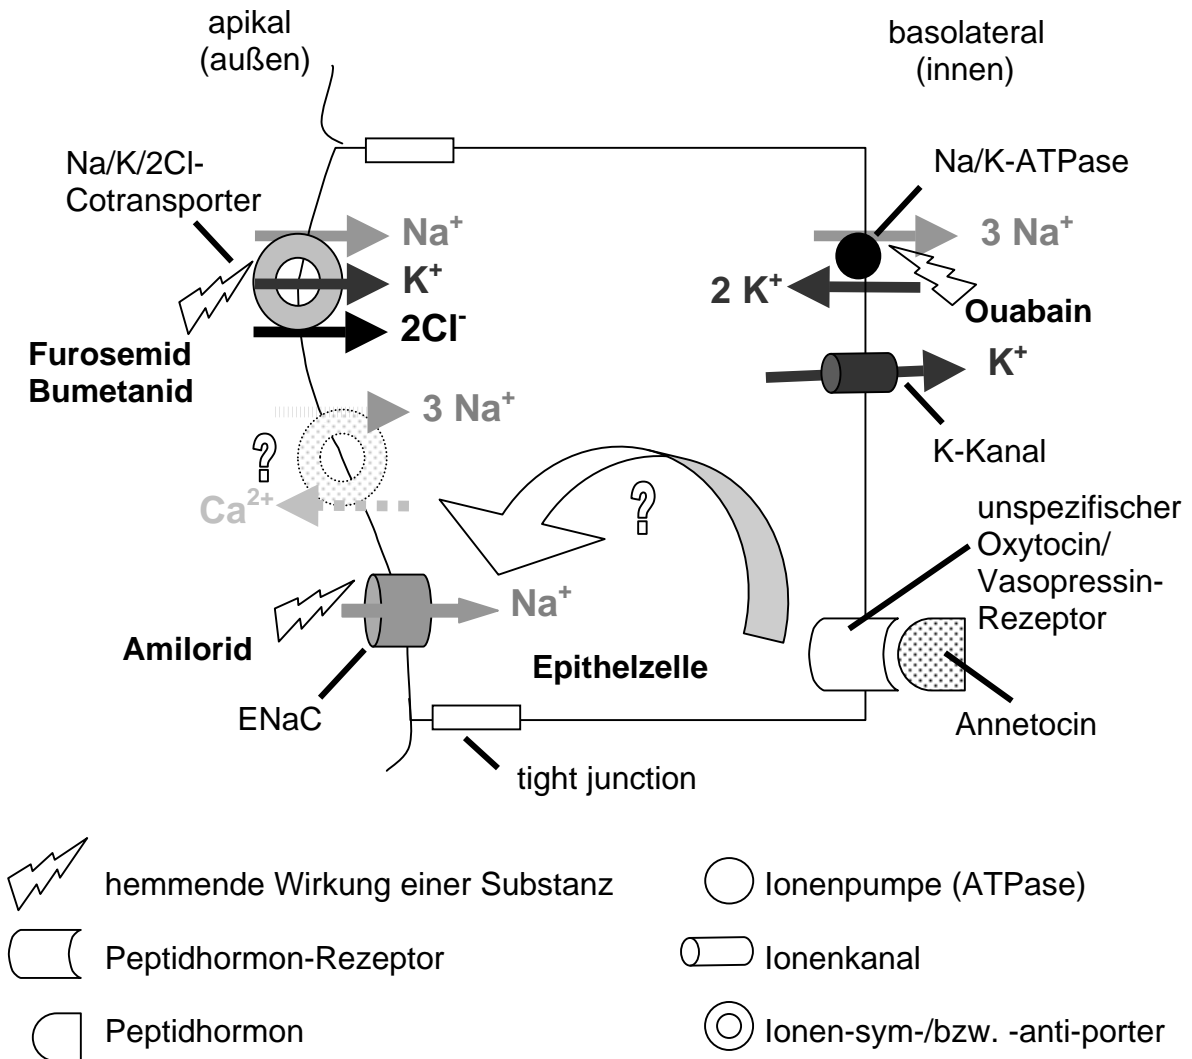 apikal
(außen)
basolateral
(innen)
Na/K/2Cl-
Cotransporter
Na/K-ATPase
Na⁺
K⁺
2Cl⁻
3 Na⁺
2 K⁺
Ouabain
Furosemid
Bumetanid
K⁺
K-Kanal
3 Na⁺
?
Ca²⁺
?
unspezifischer
Oxytocin/
Vasopressin-
Rezeptor
Na⁺
Amilorid
ENaC
Epithelzelle
Annetocin
tight junction
hemmende Wirkung einer Substanz
Ionenpumpe (ATPase)
Peptidhormon-Rezeptor
Ionenkanal
Peptidhormon
Ionen-sym-/bzw. -anti-porter